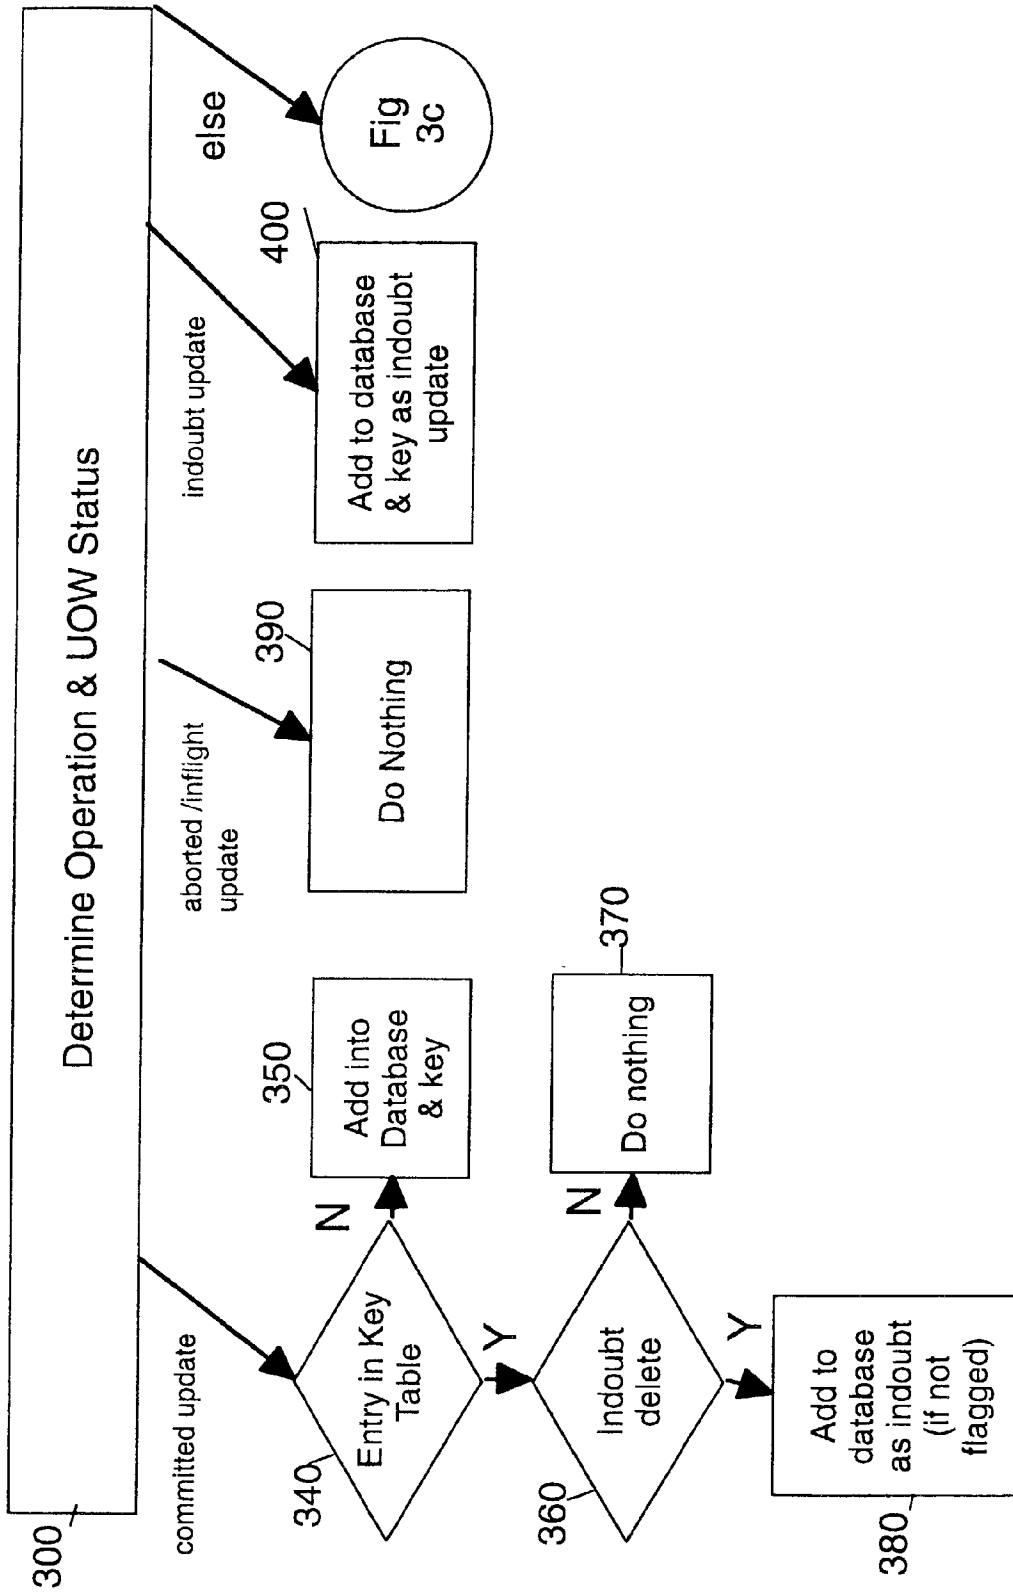 300
Determine Operation & UOW Status
committed update
aborted /inflight
update
indoubt update
else
340
Entry in Key
Table
N
350
Add into
Database
& key
390
Do Nothing
400
Add to database
& key as indoubt
update
Fig
3c
Y
360
Indoubt
delete
N
370
Do nothing
Y
380
Add to
database
as indoubt
(if not
flagged)